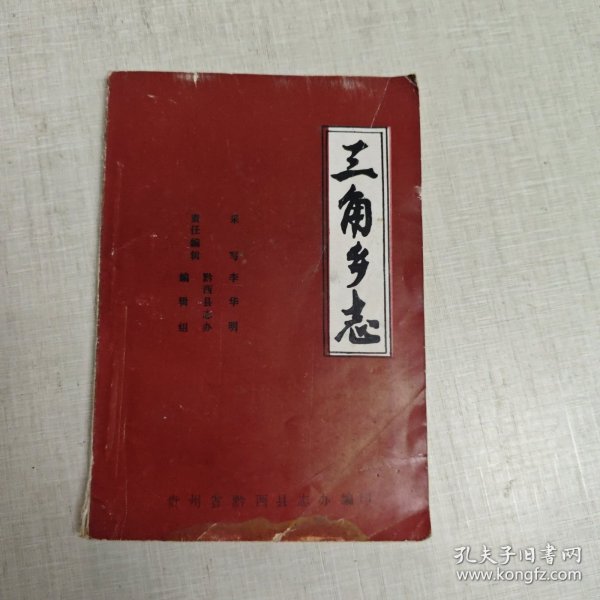 三角乡志
采写 李华明
责任编辑 黔西县志办
编辑组
贵州省黔西县志办编印
孔夫子旧书网
www.kongfz.com